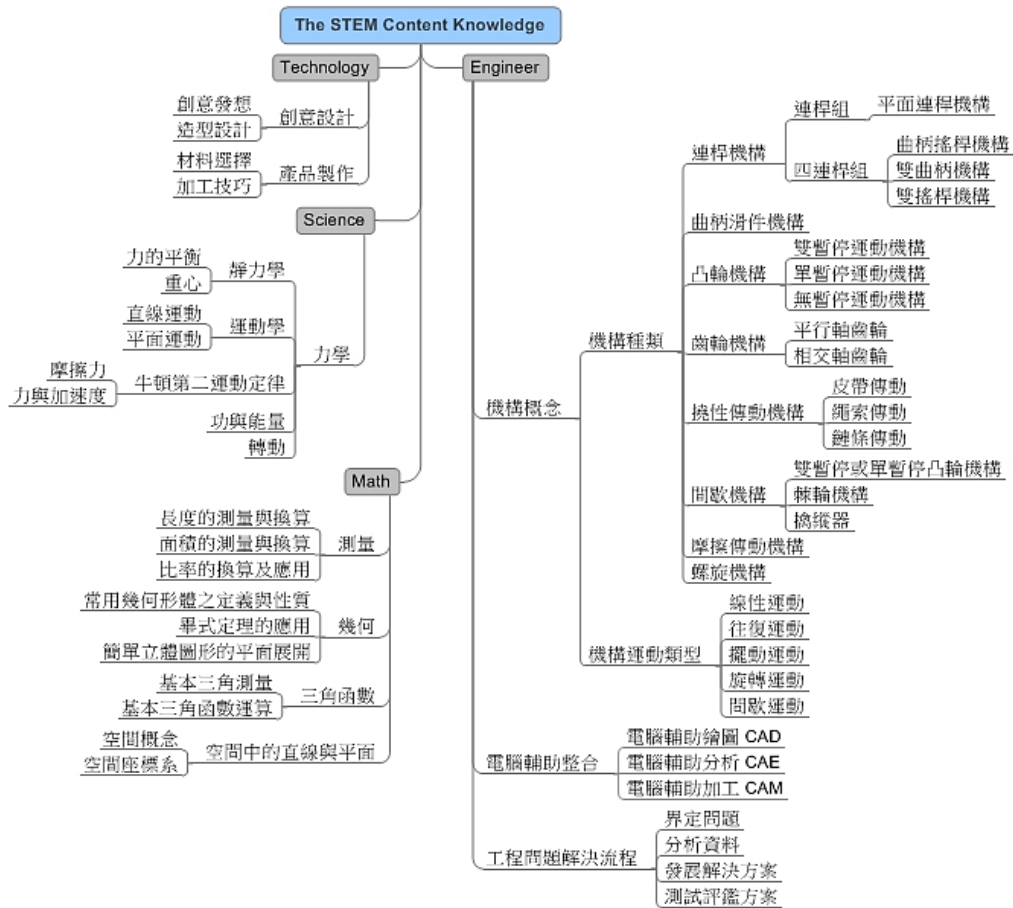 The STEM Content Knowledge
Technology
創意設計
創意發想
造型設計
產品製作
材料選擇
加工技巧
Science
力學
靜力學
力的平衡
重心
運動學
直線運動
平面運動
牛頓第二運動定律
摩擦力
力與加速度
功與能量
轉動
Math
測量
長度的測量與換算
面積的測量與換算
比率的換算及應用
幾何
常用幾何形體之定義與性質
畢式定理的應用
簡單立體圖形的平面展開
三角函數
基本三角測量
基本三角函數運算
空間中的直線與平面
空間概念
空間座標系
Engineer
機構概念
機構種類
連桿機構
連桿組
平面連桿機構
四連桿組
曲柄搖桿機構
雙曲柄機構
雙搖桿機構
曲柄滑件機構
凸輪機構
雙暫停運動機構
單暫停運動機構
無暫停運動機構
齒輪機構
平行軸齒輪
相交軸齒輪
撓性傳動機構
皮帶傳動
繩索傳動
鏈條傳動
間歇機構
雙暫停或單暫停凸輪機構
棘輪機構
擒縱器
摩擦傳動機構
螺旋機構
機構運動類型
線性運動
往復運動
擺動運動
旋轉運動
間歇運動
電腦輔助整合
電腦輔助繪圖 CAD
電腦輔助分析 CAE
電腦輔助加工 CAM
工程問題解決流程
界定問題
分析資料
發展解決方案
測試評鑑方案